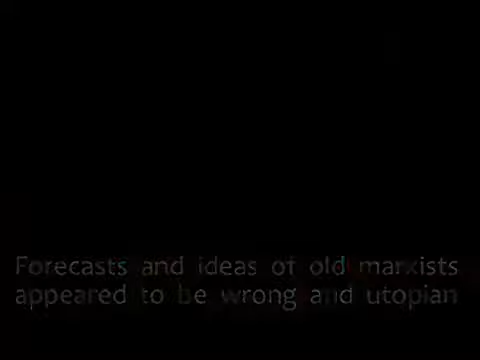 Forecasts and ideas of old marxists
appeared to be wrong and utopian